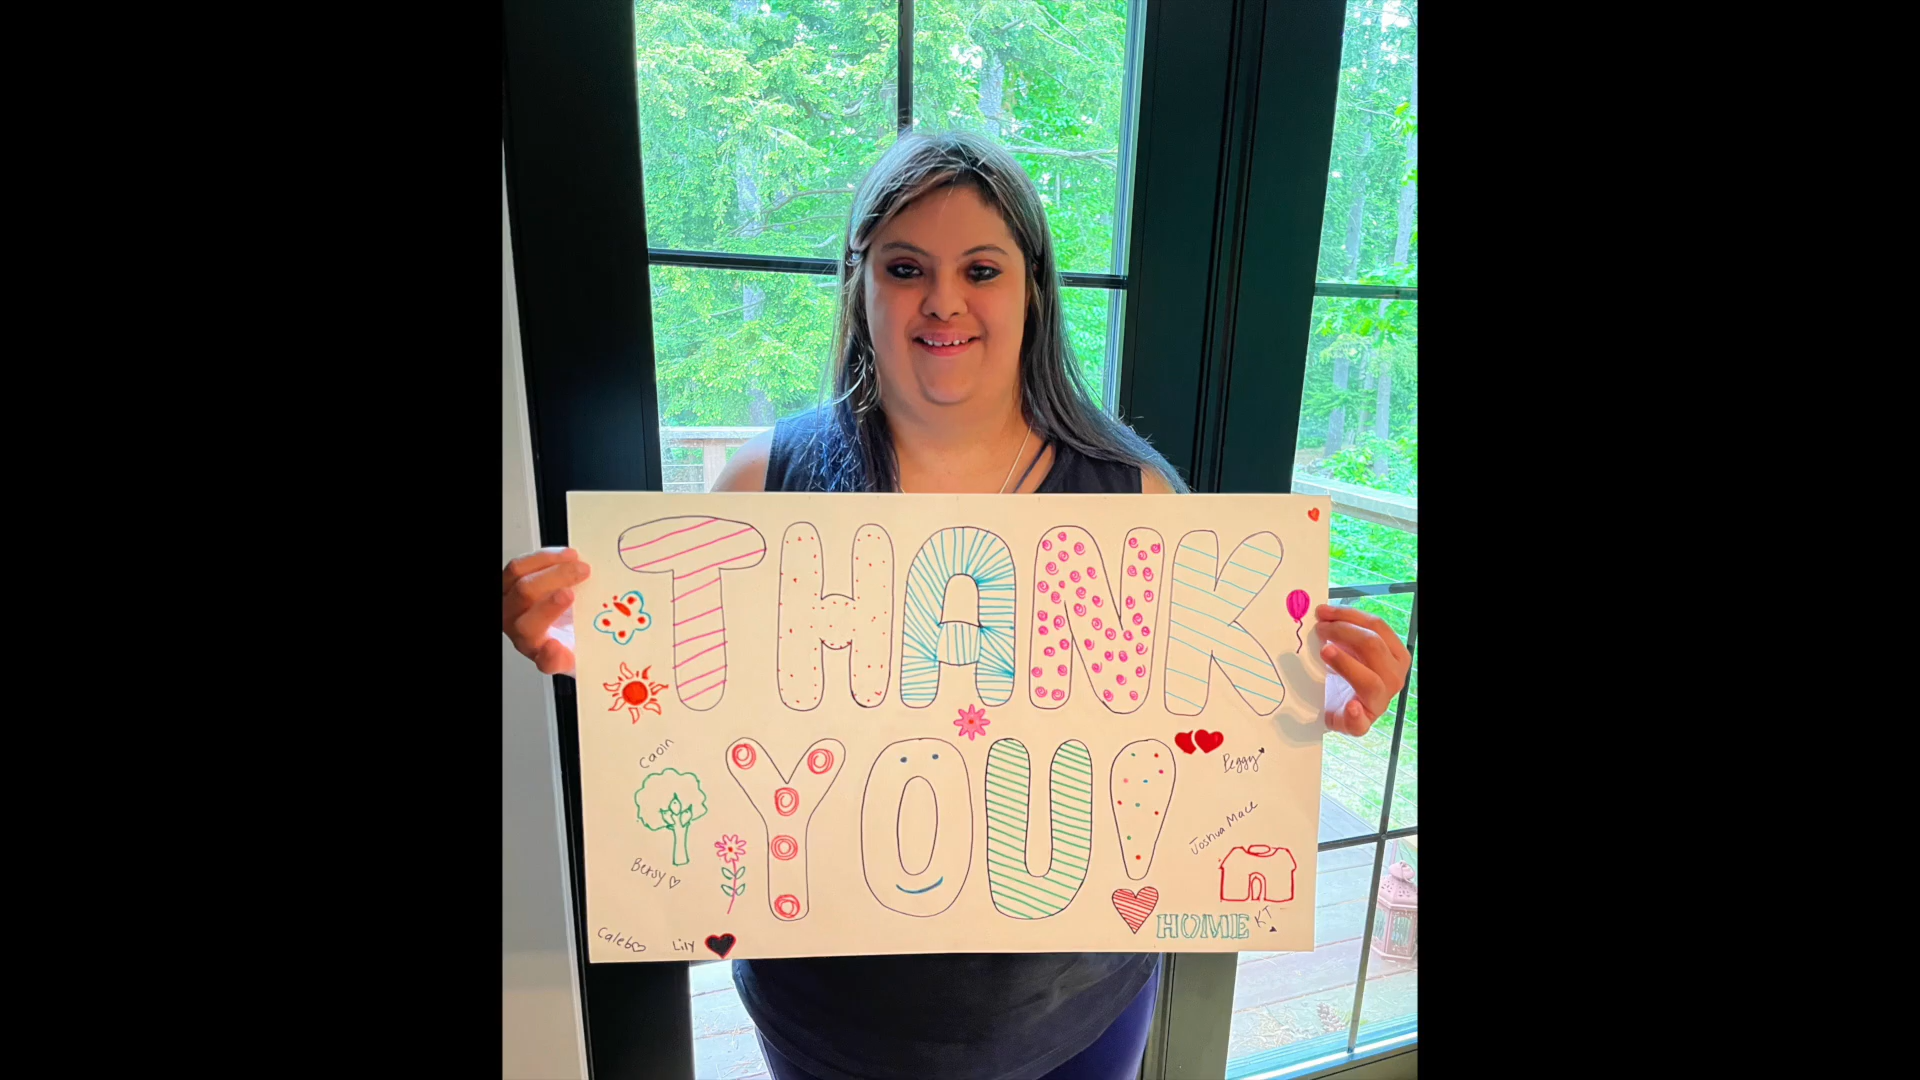 THANK
YOU!
Caoin
Peggy
Joshua Mace
Betsy
KT
HOME
Caleb
Lily